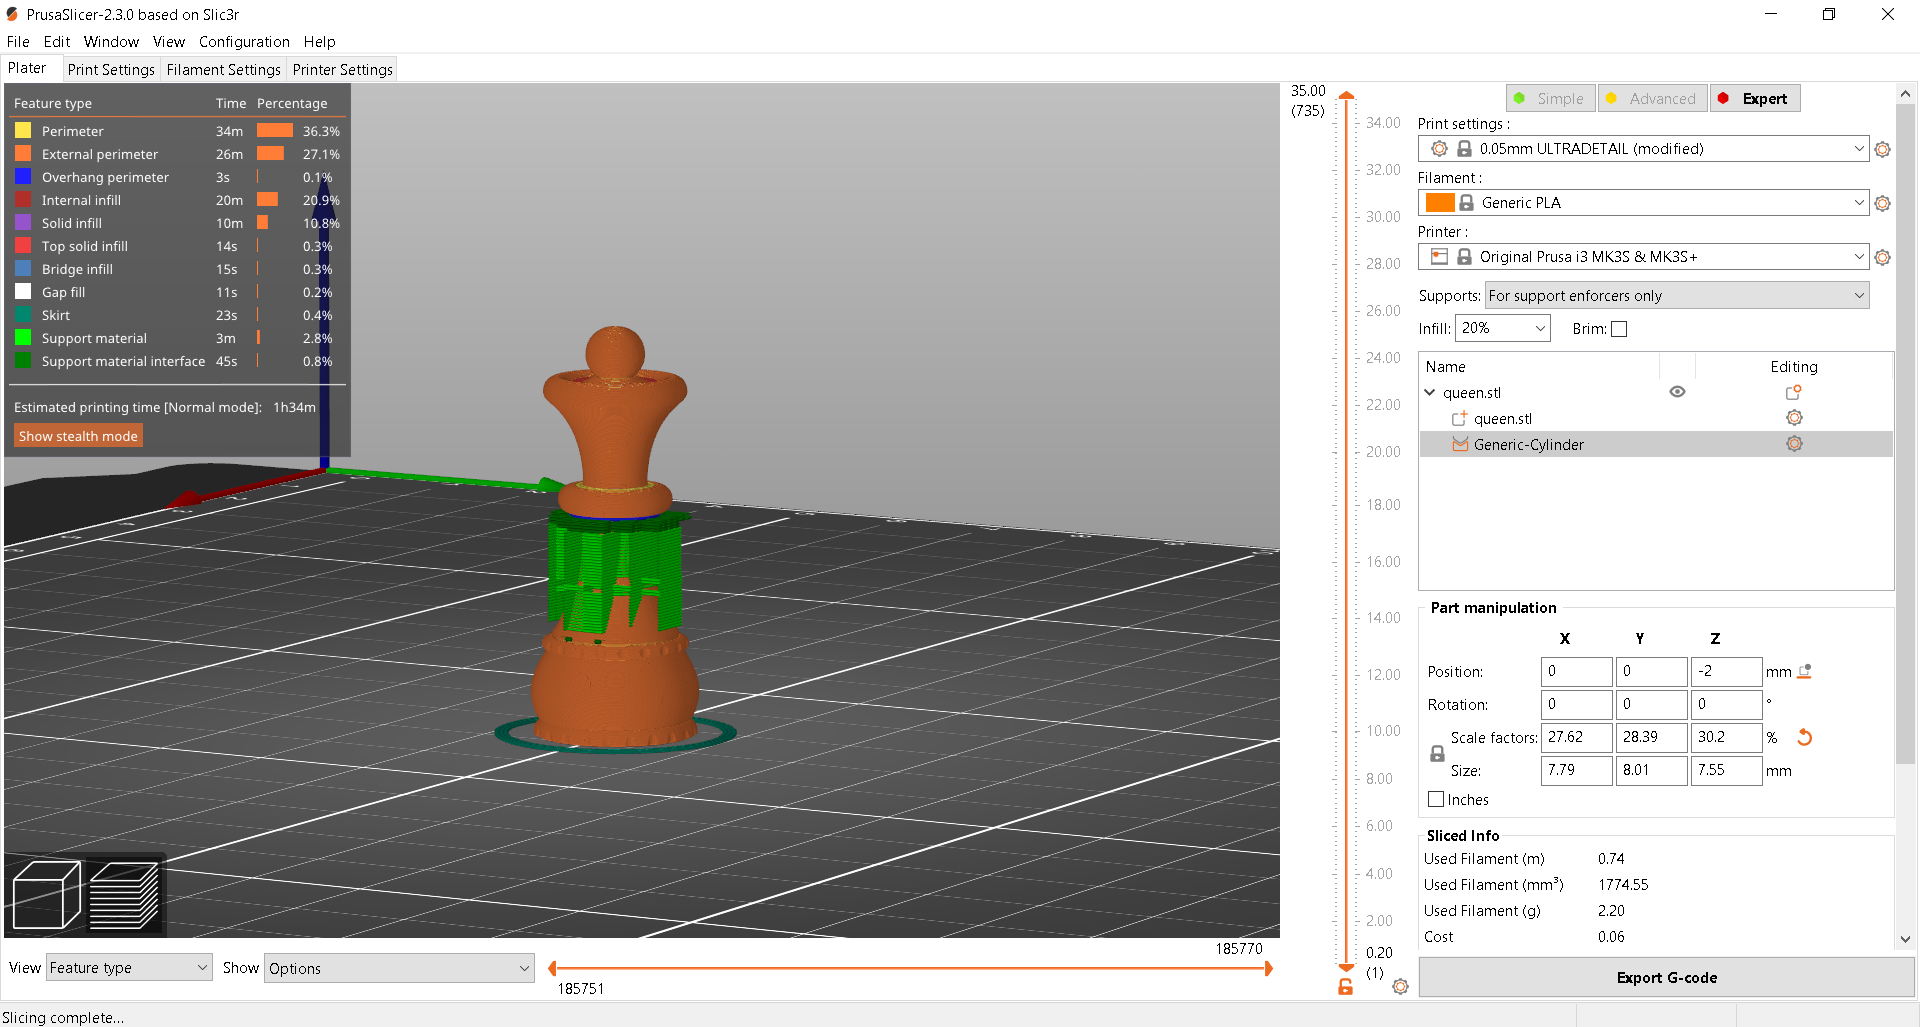 PrusaSlicer-2.3.0 based on Slic3r
File Edit Window View Configuration Help
Plater Print Settings Filament Settings Printer Settings
Feature type Time Percentage
Perimeter 34m 36.3%
External perimeter 26m 27.1%
Overhang perimeter 3s 0.1%
Internal infill 20m 20.9%
Solid infill 10m 10.8%
Top solid infill 14s 0.3%
Bridge infill 15s 0.3%
Gap fill 11s 0.2%
Skirt 23s 0.4%
Support material 3m 2.8%
Support material interface 45s 0.8%
Estimated printing time [Normal mode]: 1h34m
Show stealth mode
35.00
(735)
34.00
32.00
30.00
28.00
26.00
24.00
22.00
20.00
18.00
16.00
14.00
12.00
10.00
8.00
6.00
4.00
2.00
0.20
(1)
View Feature type Show Options
185770
185751
Simple Advanced Expert
Print settings :
0.05mm ULTRADETAIL (modified)
Filament :
Generic PLA
Printer :
Original Prusa i3 MK3S & MK3S+
Supports: For support enforcers only
Infill: 20% Brim:
Name Editing
queen.stl
queen.stl
Generic-Cylinder
Part manipulation
X Y Z
Position: 0 0 -2 mm
Rotation: 0 0 0 °
Scale factors: 27.62 28.39 30.2 %
Size: 7.79 8.01 7.55 mm
Inches
Sliced Info
Used Filament (m) 0.74
Used Filament (mm³) 1774.55
Used Filament (g) 2.20
Cost 0.06
Export G-code
Slicing complete...